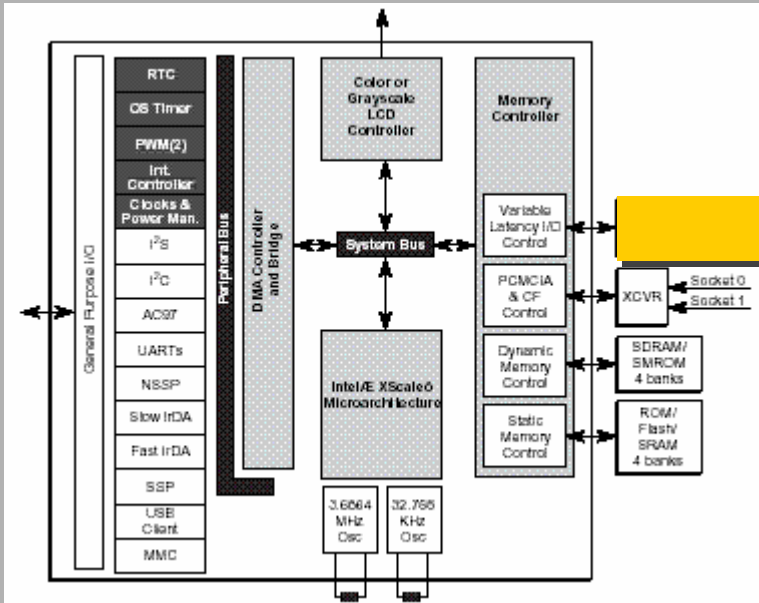 General Purpose I/O
RTC
OS Timer
PWM(2)
Int.
Controller
Clocks &
Power Man.
I²S
I²C
AC97
UARTs
NSSP
Slow IrDA
Fast IrDA
SSP
USB
Client
MMC
Peripheral Bus
DMA Controller
and Bridge
Color or
Grayscale
LCD
Controller
System Bus
IntelÆ XScaleö
Microarchitecture
3.6864
MHz
Osc
32.768
KHz
Osc
Memory
Controller
Variable
Latency I/O
Control
PCMCIA
& CF
Control
Dynamic
Memory
Control
Static
Memory
Control
XCVR
Socket 0
Socket 1
SDRAM/
SMROM
4 banks
ROM/
Flash/
SRAM
4 banks